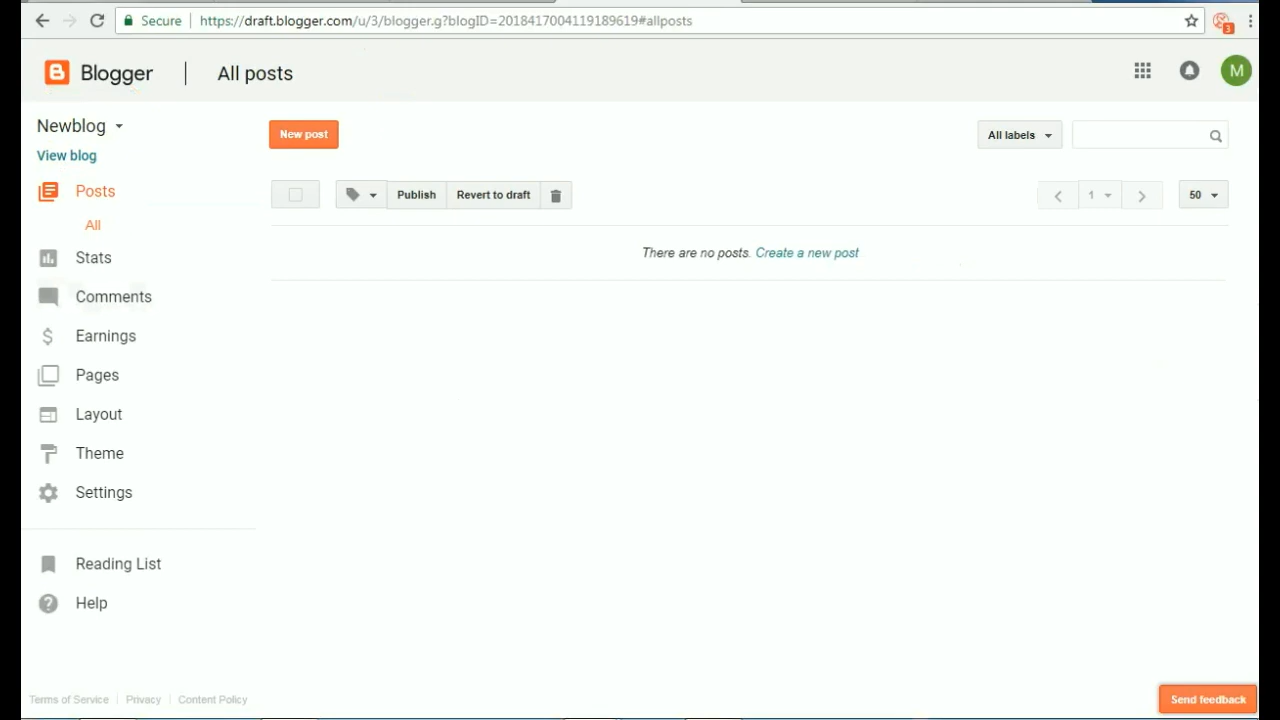 Secure https://draft.blogger.com/u/3/blogger.g?blogID=2018417004119189619#allposts
3
Blogger All posts
M
Newblog
View blog
New post
All labels
Posts
All
Publish Revert to draft
1
50
There are no posts. Create a new post
Stats
Comments
Earnings
Pages
Layout
Theme
Settings
Reading List
Help
Terms of Service Privacy Content Policy
Send feedback